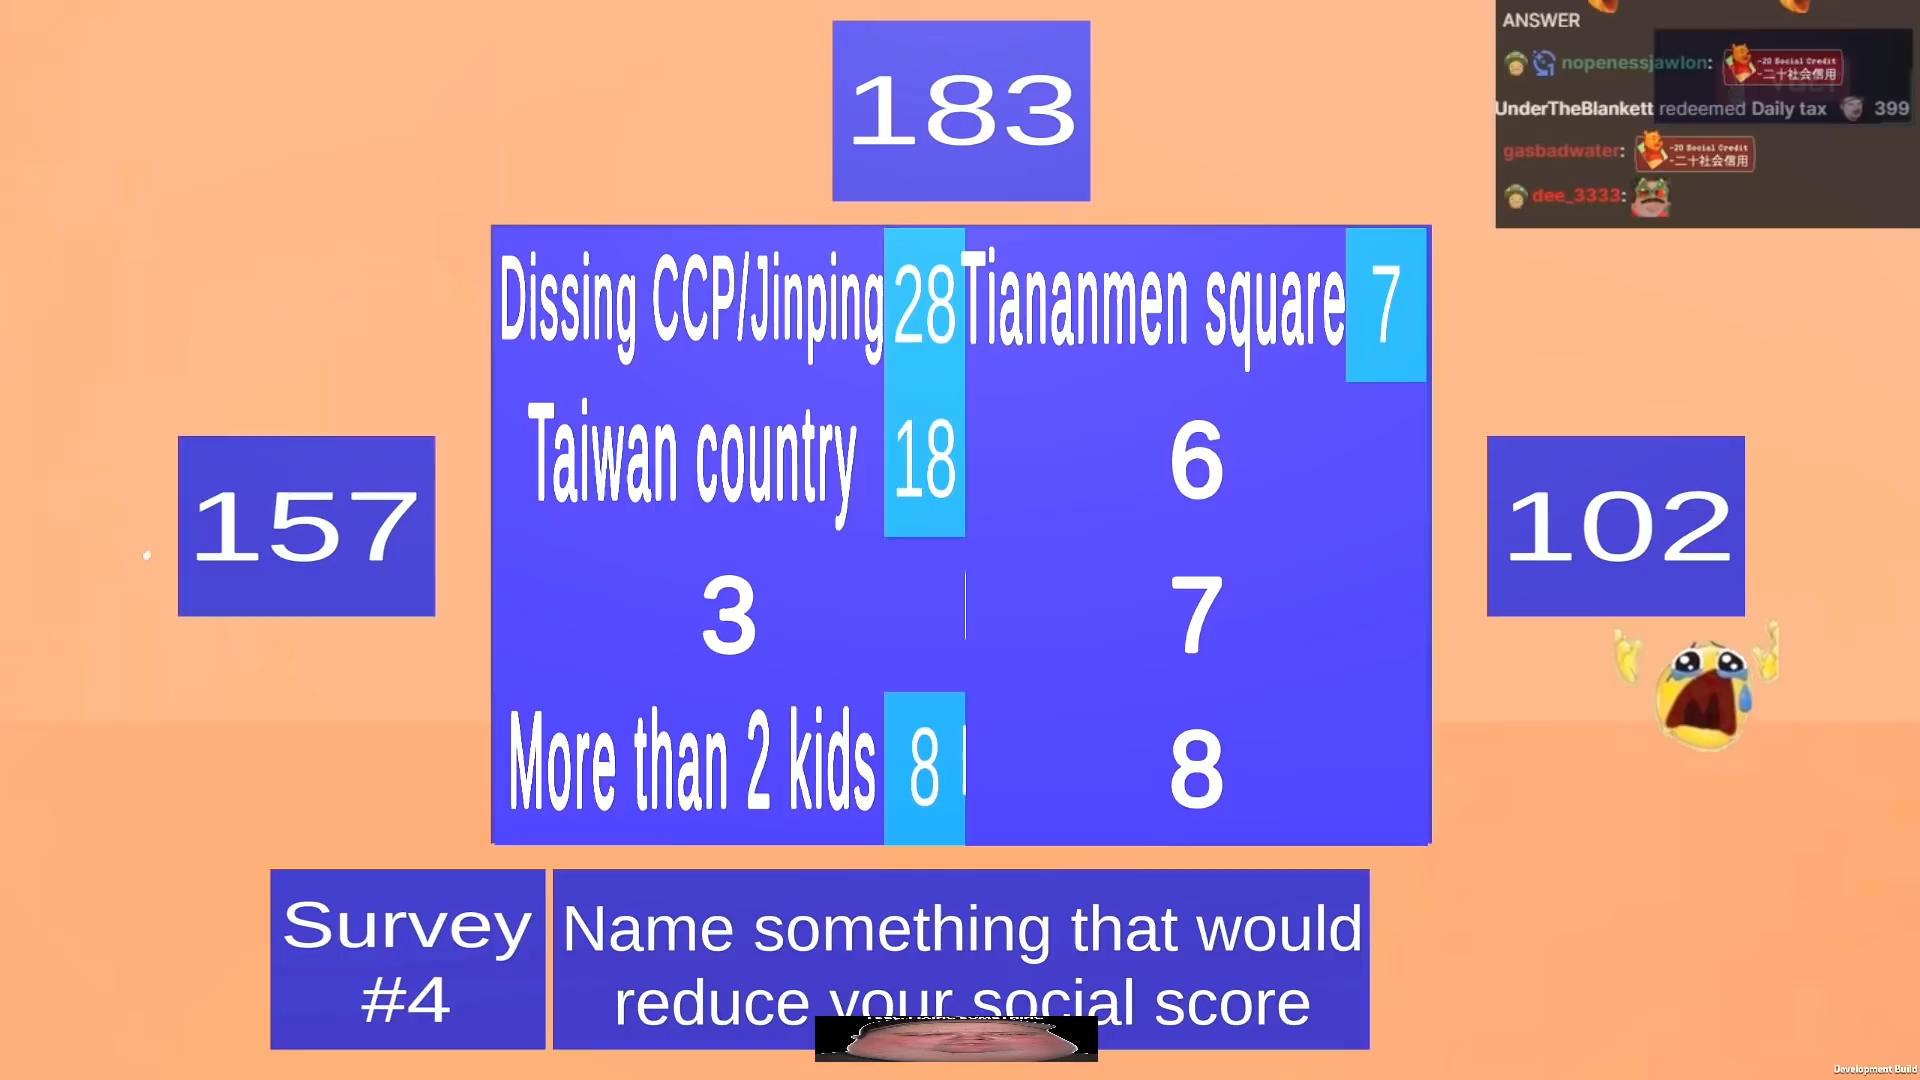 183
ANSWER
nopenessjawlon: -20 Social Credit
-二十社会信用
UnderTheBlankett redeemed Daily tax 399
gasbadwater: -20 Social Credit
-二十社会信用
dee_3333:
Dissing CCP/Jinping 28 Tiananmen square 7
Taiwan country 18 6
157
102
3 7
More than 2 kids 8 8
Survey
#4
Name something that would
reduce your social score
Development Build